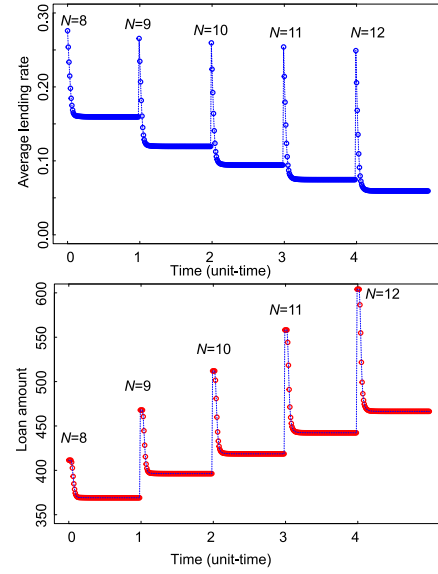 0.30
N=8
N=9
N=10
N=11
N=12
0.20
Average lending rate
0.10
0.00
0
1
2
3
4
Time (unit-time)
600
N=12
N=11
550
N=10
500
N=9
Loan amount
450
N=8
400
350
0
1
2
3
4
Time (unit-time)